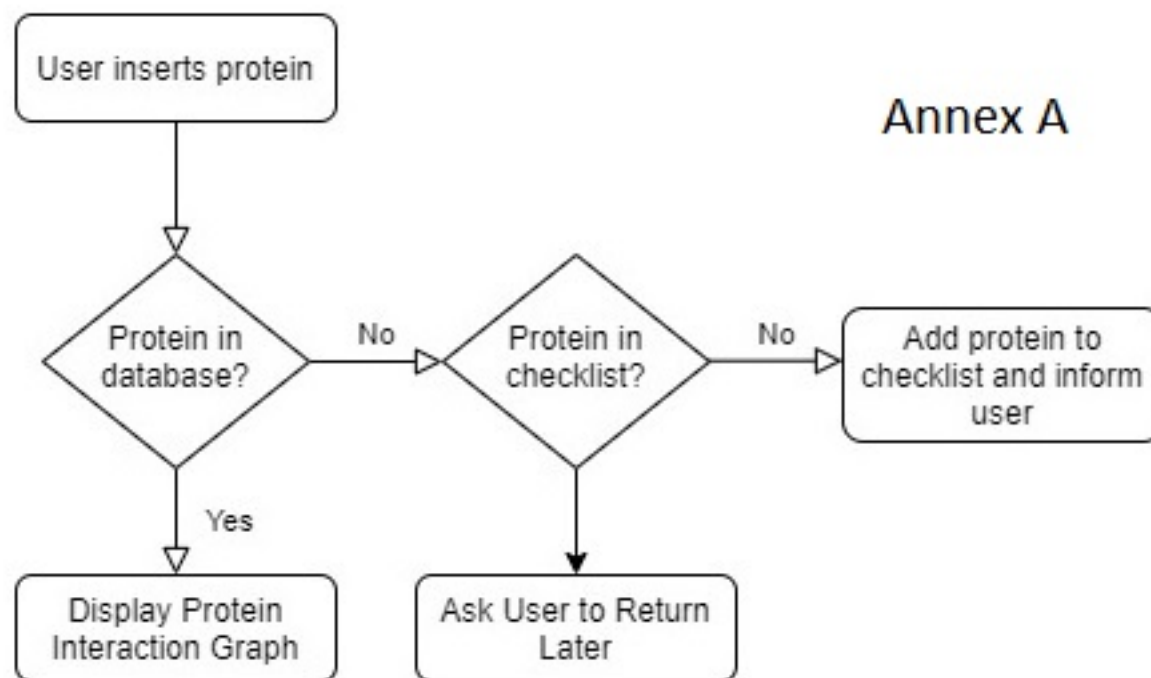 User inserts protein
Annex A
Protein in
database?
No
Protein in
checklist?
No
Add protein to
checklist and inform
user
Yes
Display Protein
Interaction Graph
Ask User to Return
Later